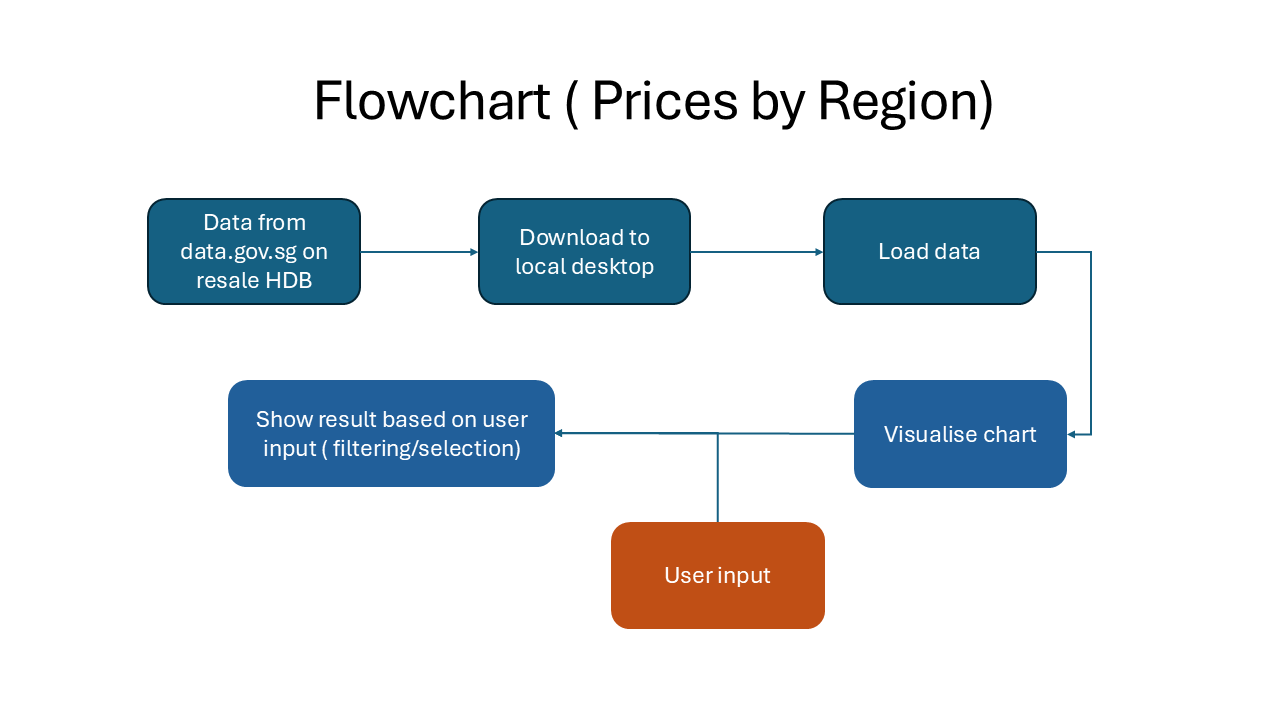 Flowchart ( Prices by Region)
Data from
data.gov.sg on
resale HDB
Download to
local desktop
Load data
Show result based on user
input ( filtering/selection)
Visualise chart
User input